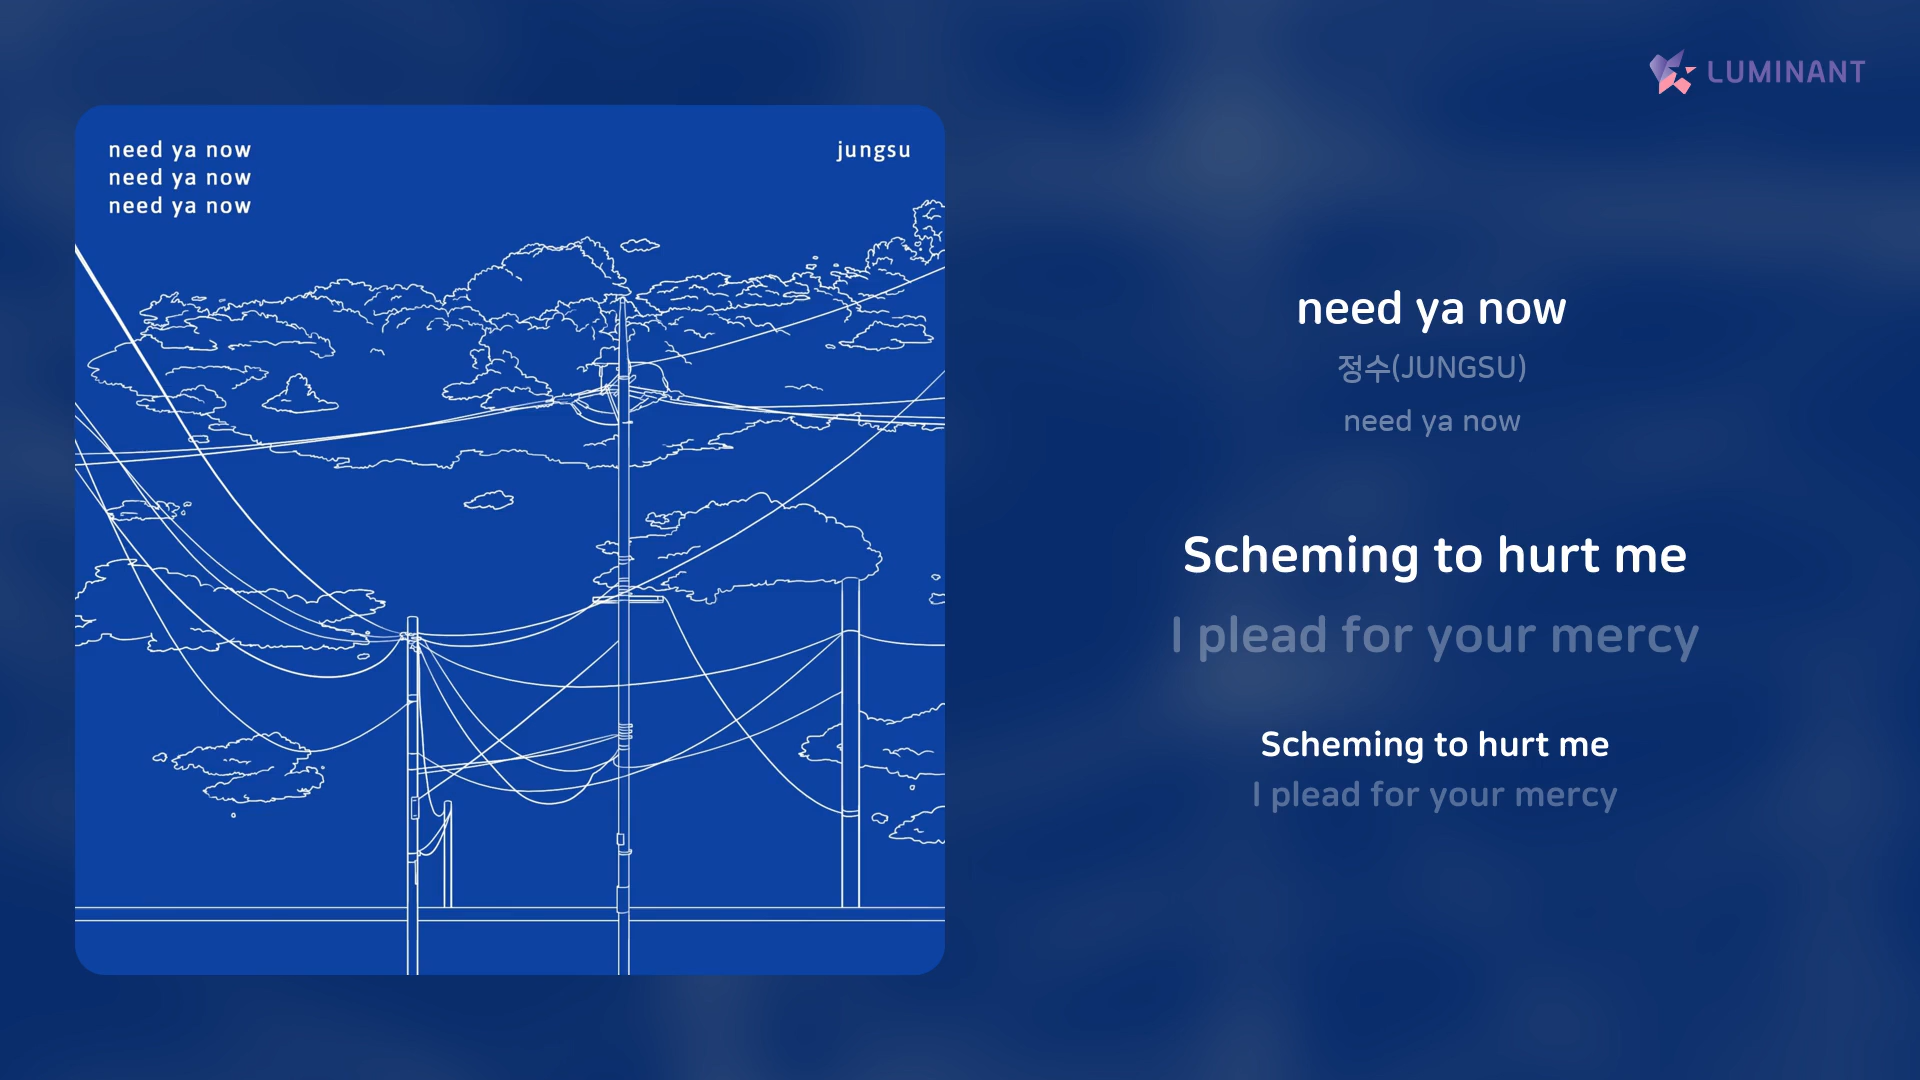 need ya now
need ya now
need ya now
jungsu
LUMINANT
need ya now
정수(JUNGSU)
need ya now
Scheming to hurt me
I plead for your mercy
Scheming to hurt me
I plead for your mercy